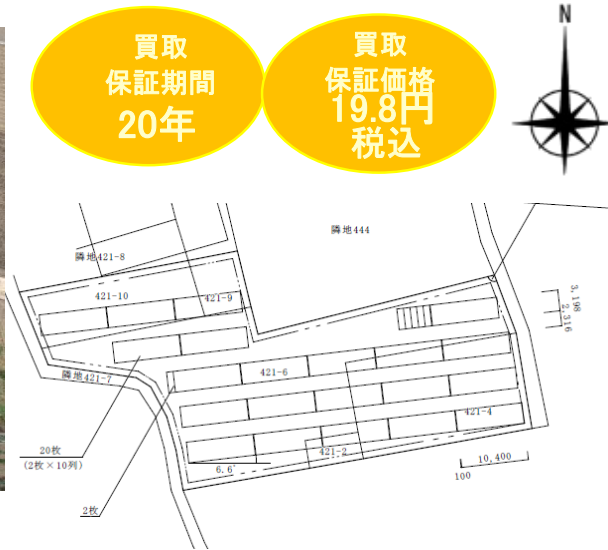 買取
保証期間
20年
買取
保証価格
19.8円
税込
N
隣地444
隣地421-8
421-10
421-9
3,198
2,316
隣地421-7
421-6
421-4
20枚
(2枚×10列)
6.6°
421-2
10,400
100
2枚